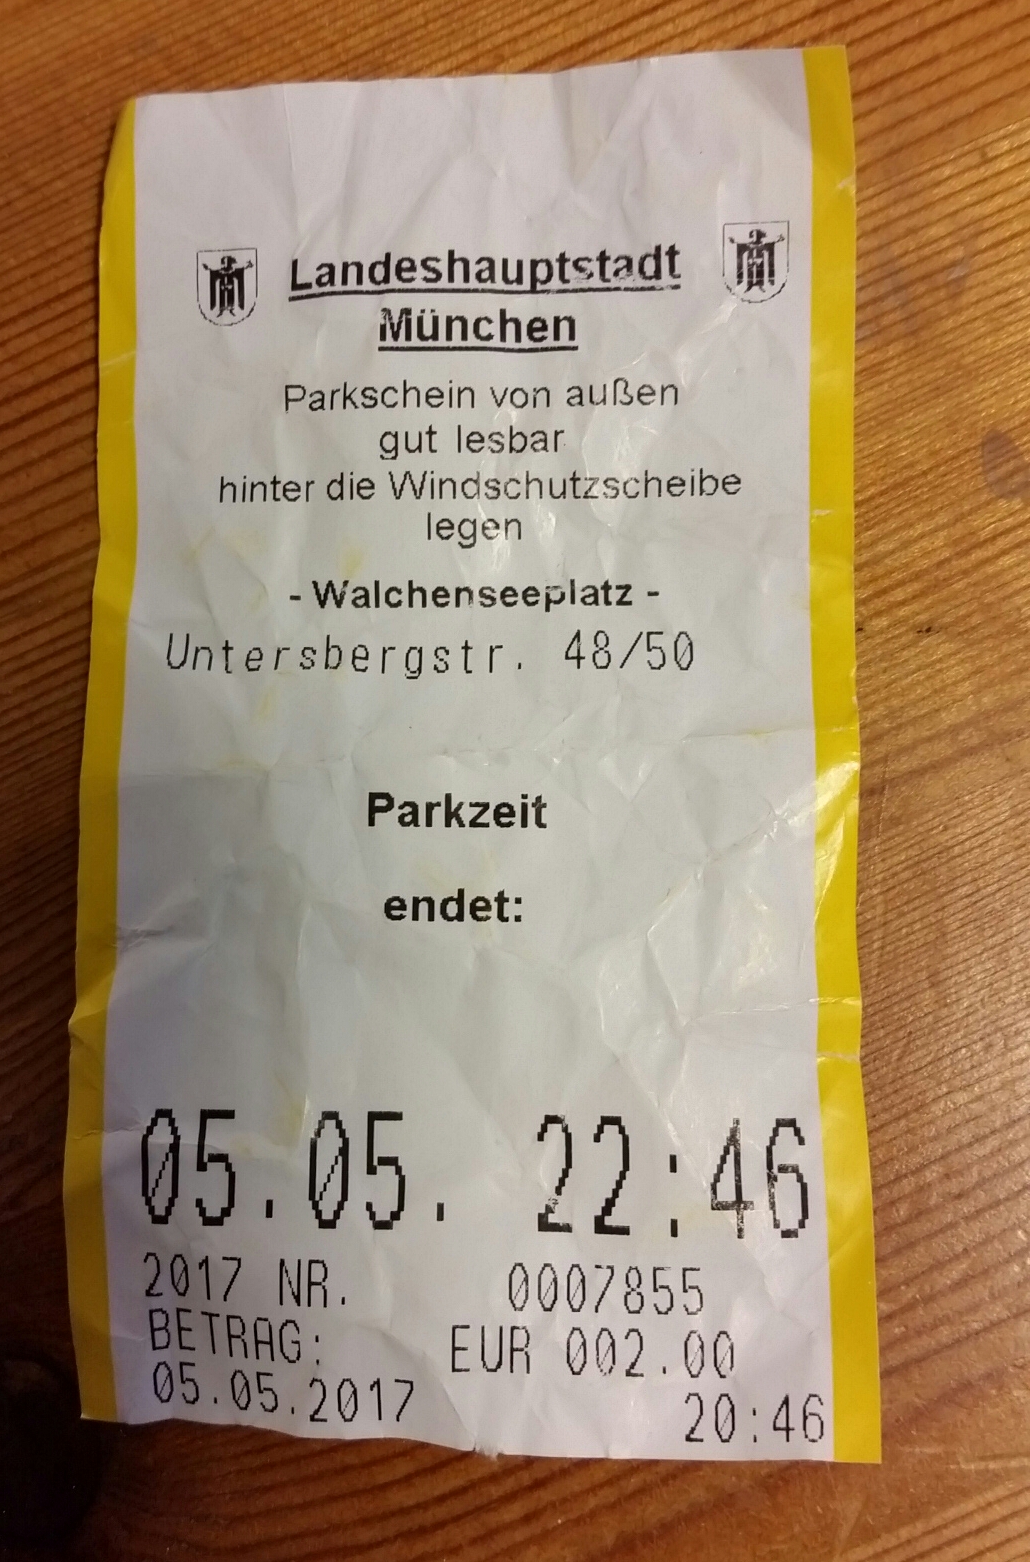 Landeshauptstadt
München
Parkschein von außen
gut lesbar
hinter die Windschutzscheibe
legen
- Walchenseeplatz -
Untersbergstr. 48/50
Parkzeit
endet:
05.05. 22:46
2017 NR. 0007855
BETRAG: EUR 002.00
05.05.2017 20:46